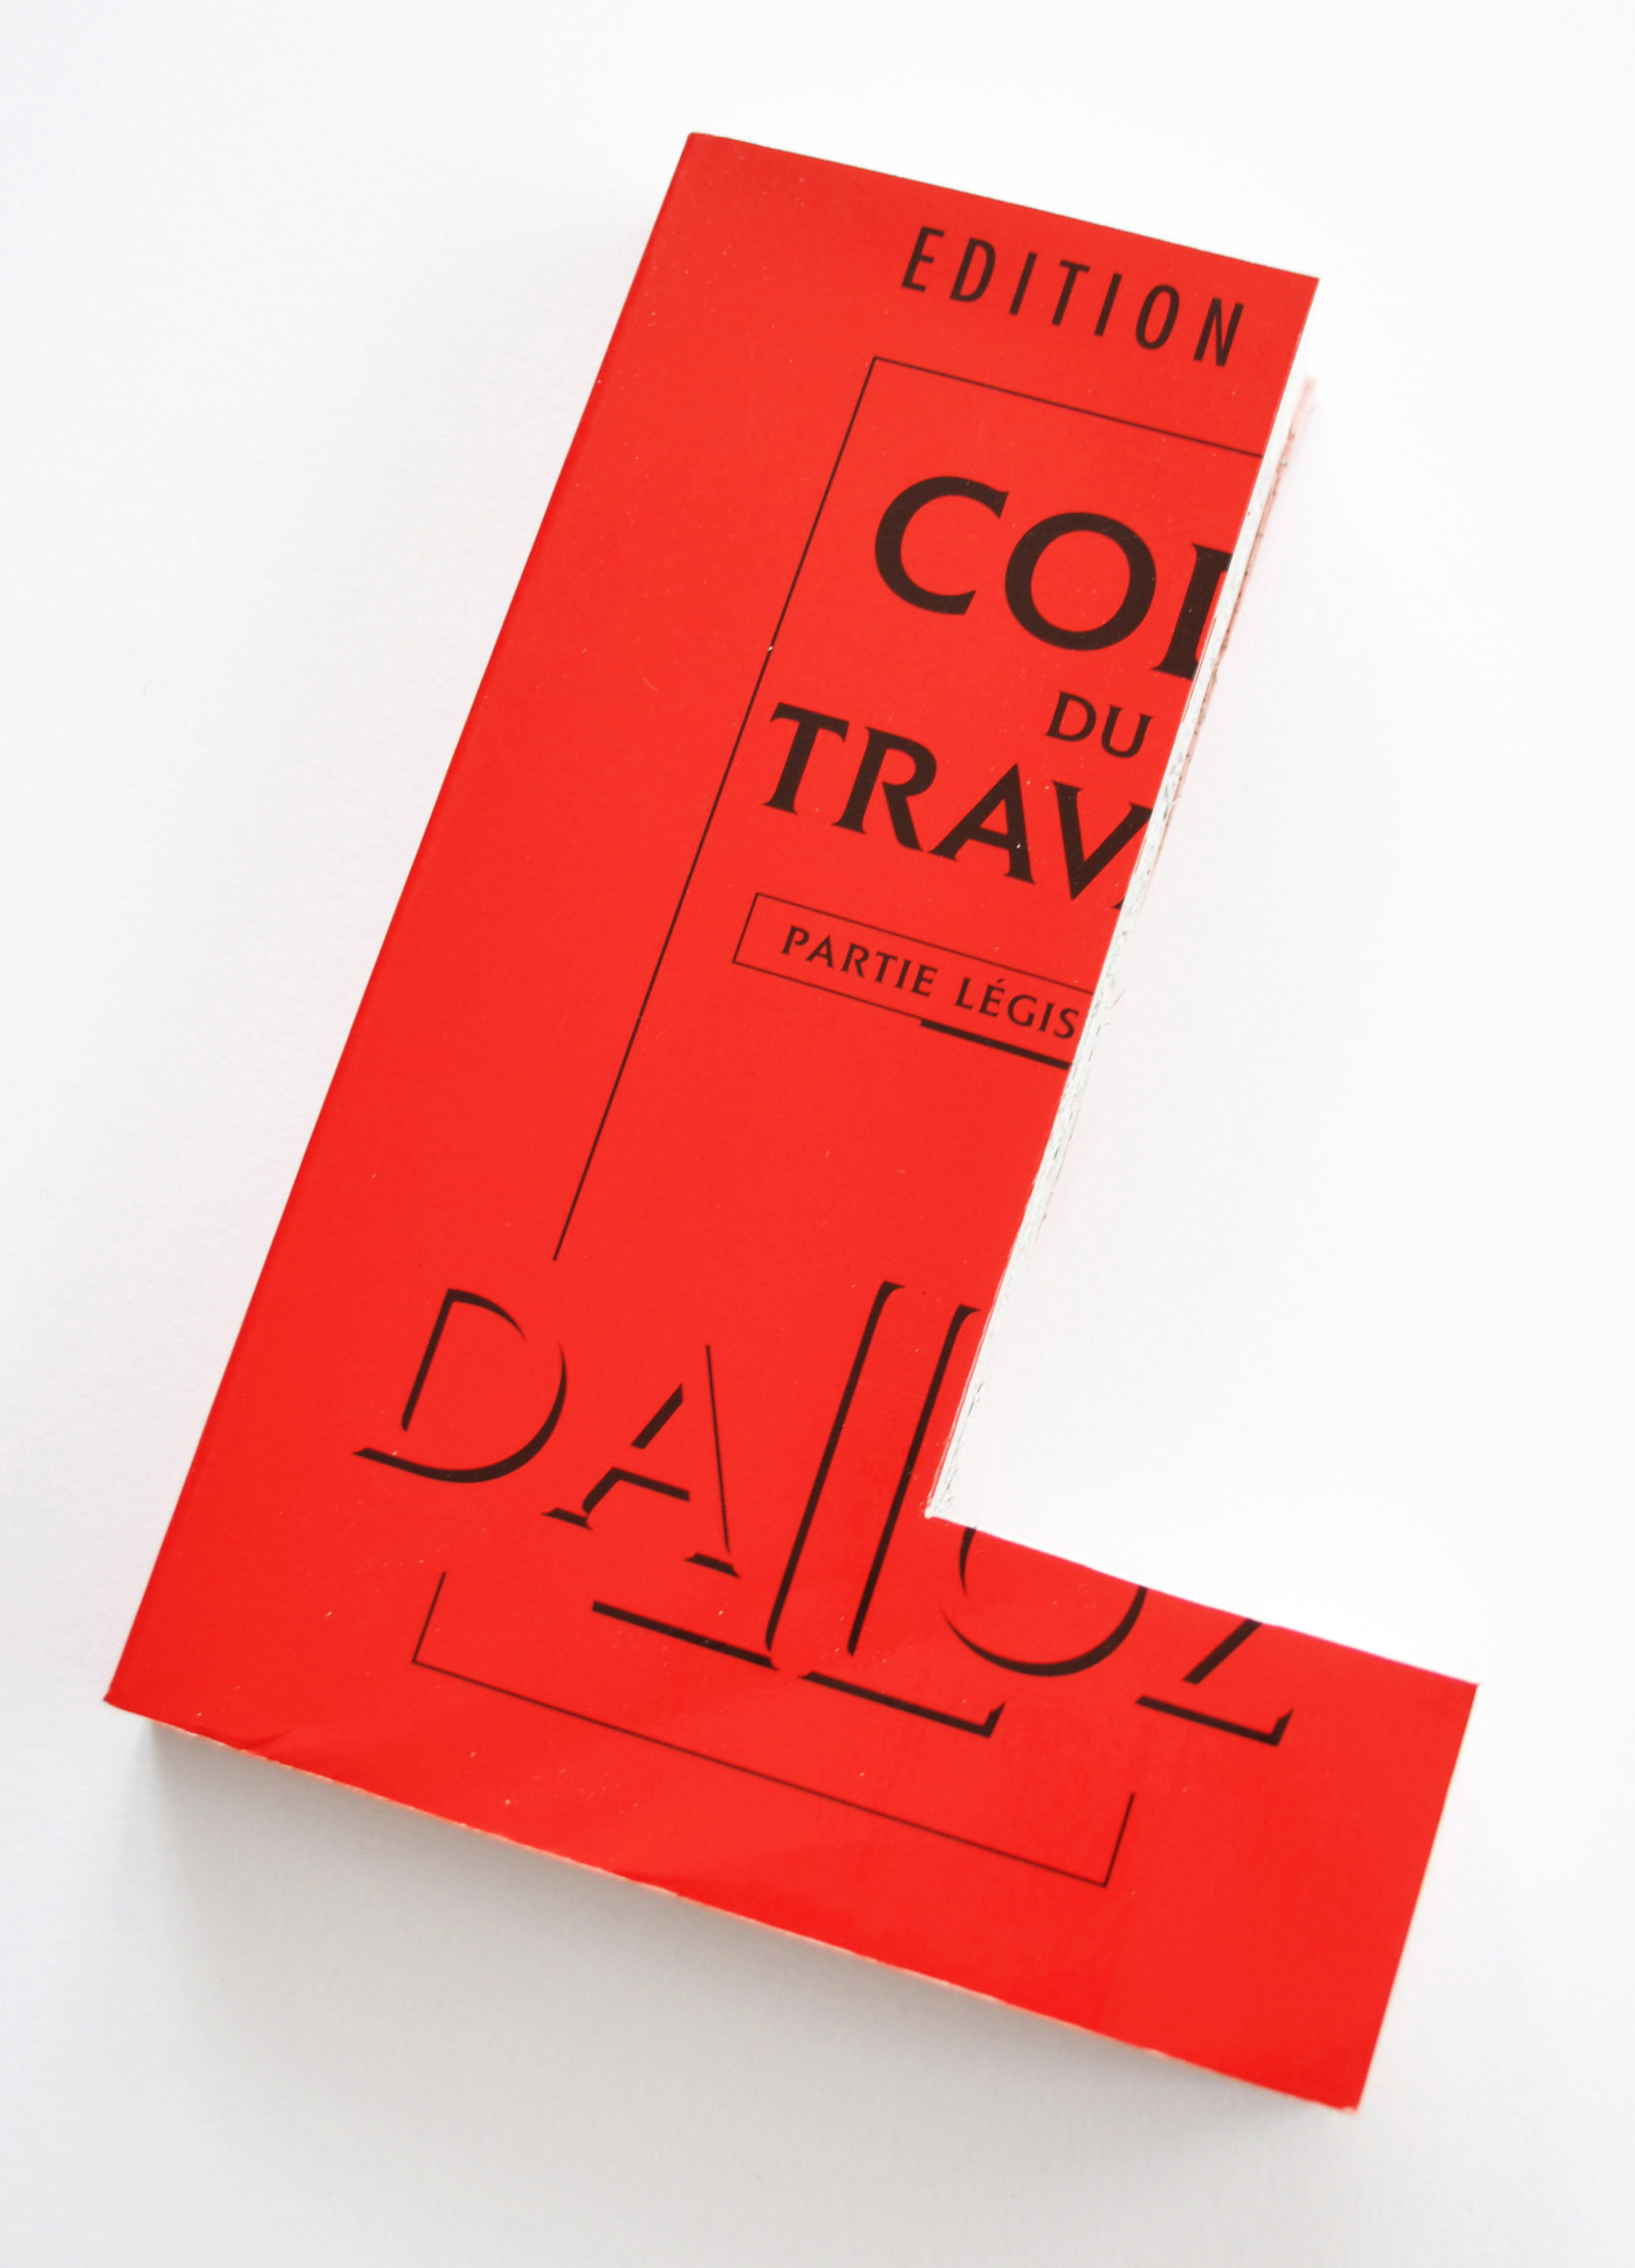 EDITION
CO
DU
TRAV
PARTIE LÉGIS
DAllOZ